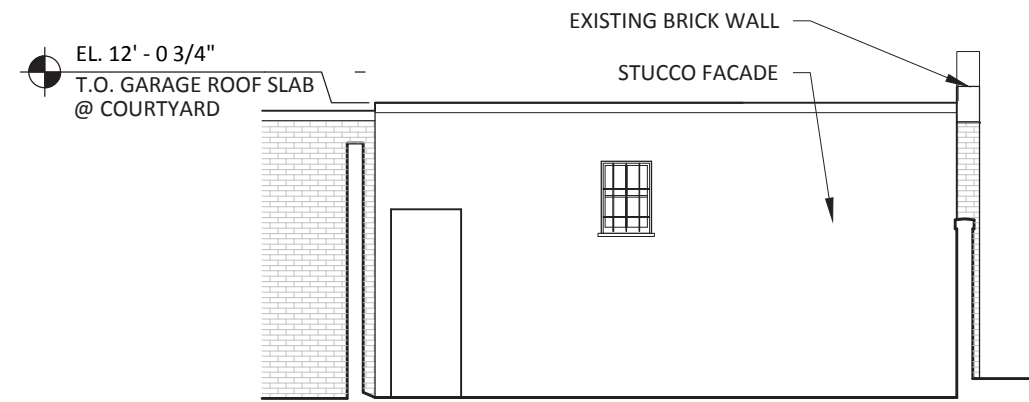 EXISTING BRICK WALL
EL. 12' - 0 3/4"
STUCCO FACADE
T.O. GARAGE ROOF SLAB
@ COURTYARD